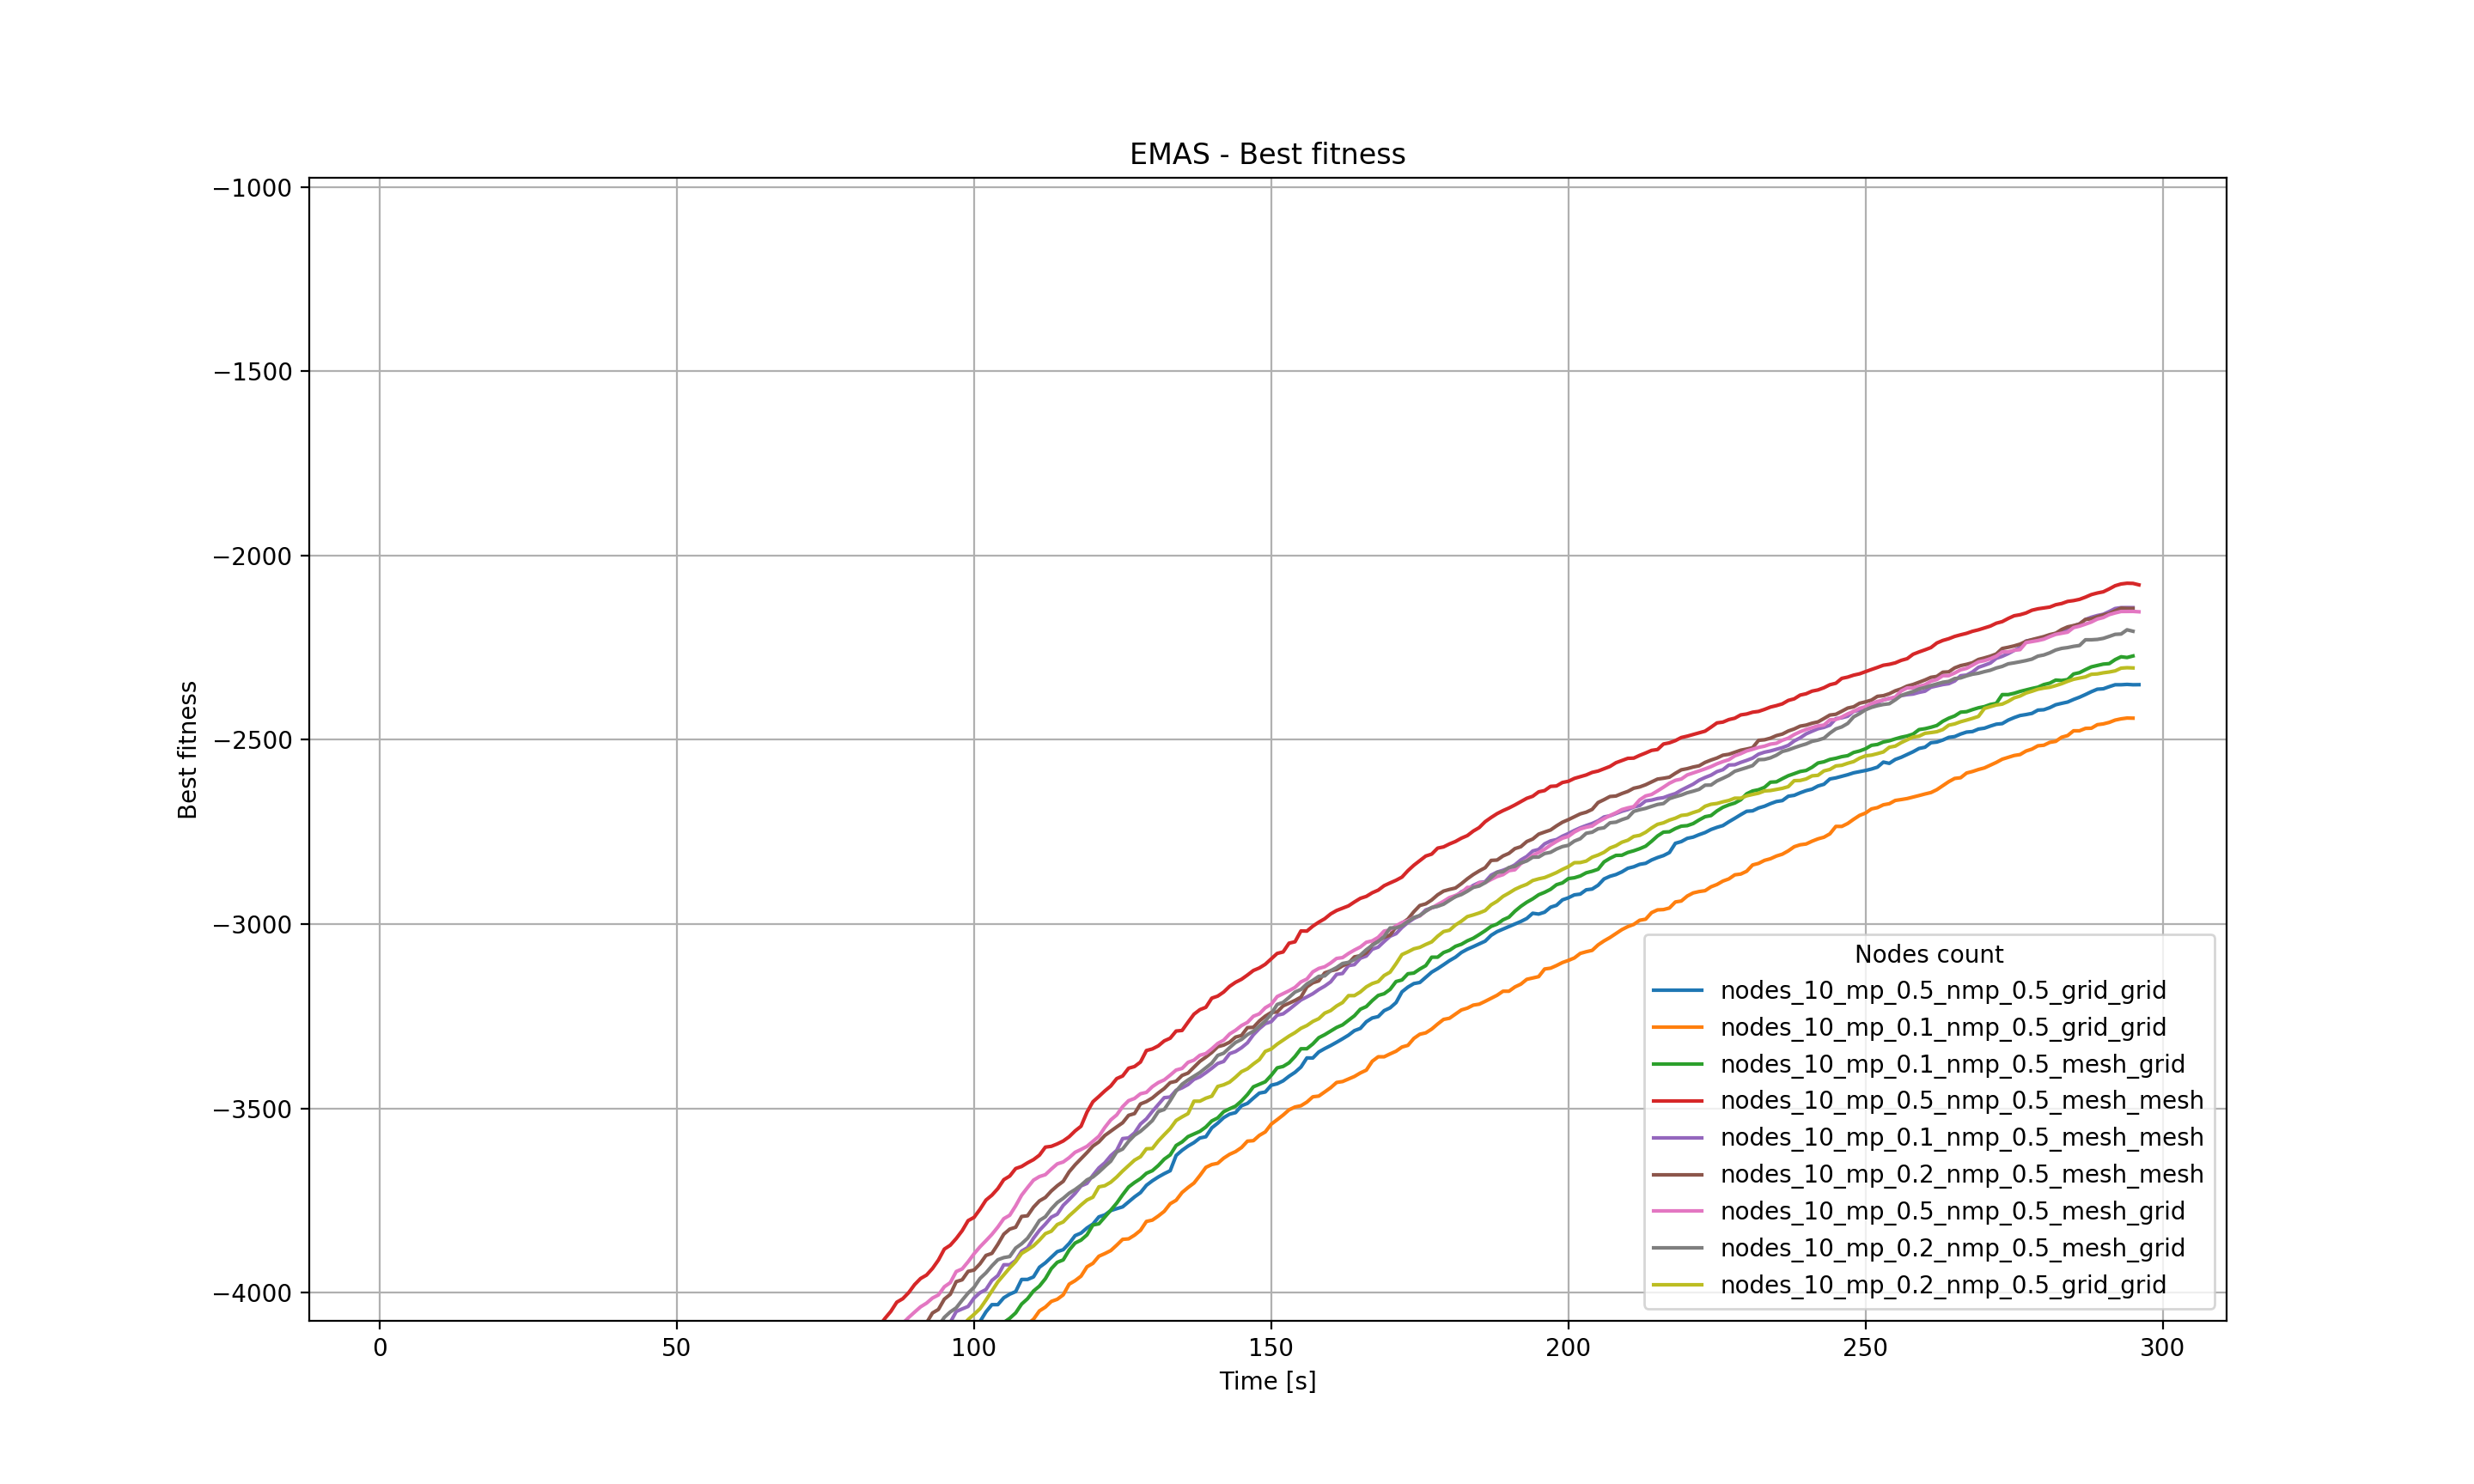 EMAS - Best fitness
−1000
−1500
−2000
−2500
−3000
−3500
−4000
Best fitness
0 50 100 150 200 250 300
Time [s]
Nodes count
nodes_10_mp_0.5_nmp_0.5_grid_grid
nodes_10_mp_0.1_nmp_0.5_grid_grid
nodes_10_mp_0.1_nmp_0.5_mesh_grid
nodes_10_mp_0.5_nmp_0.5_mesh_mesh
nodes_10_mp_0.1_nmp_0.5_mesh_mesh
nodes_10_mp_0.2_nmp_0.5_mesh_mesh
nodes_10_mp_0.5_nmp_0.5_mesh_grid
nodes_10_mp_0.2_nmp_0.5_mesh_grid
nodes_10_mp_0.2_nmp_0.5_grid_grid